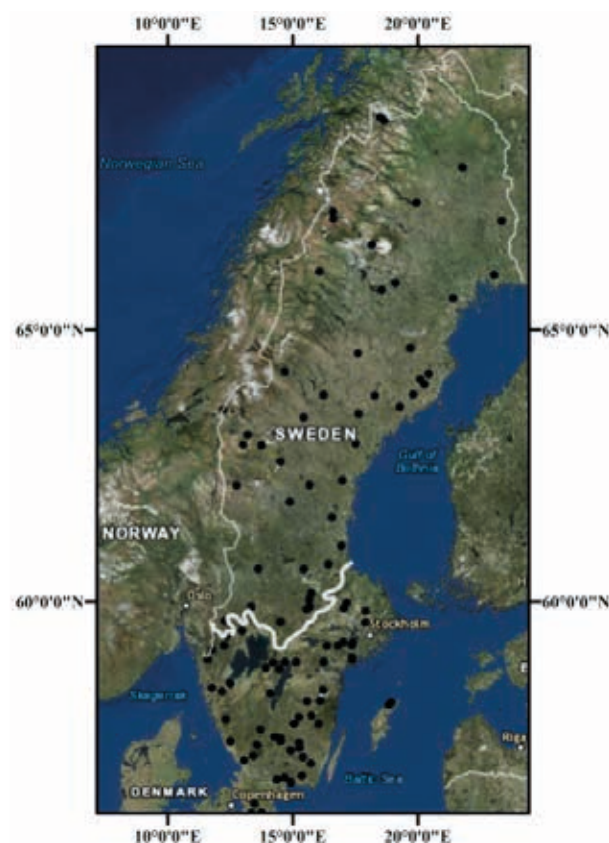 10°0'0"E 15°0'0"E 20°0'0"E
Norwegian Sea
65°0'0"N 65°0'0"N
SWEDEN
Gulf of
Bothnia
NORWAY
Oslo
60°0'0"N 60°0'0"N
Stockholm
Skagerrak
Riga
Baltic Sea
DENMARK
Copenhagen
10°0'0"E 15°0'0"E 20°0'0"E